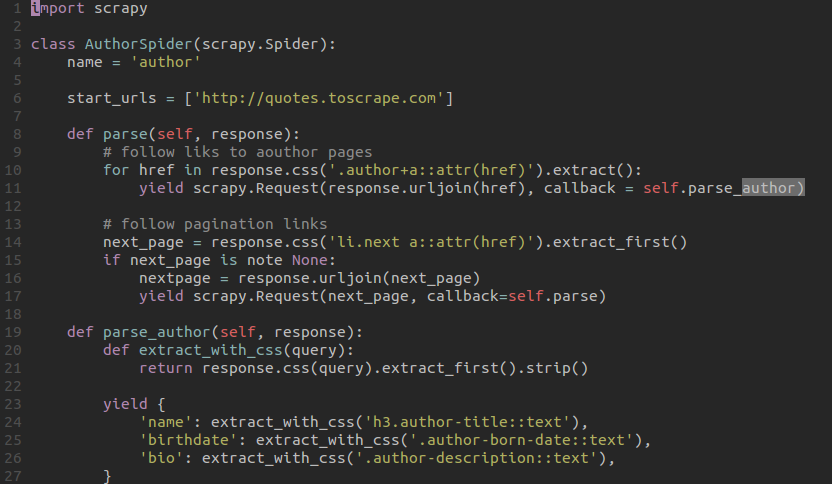 1 import scrapy
2
3 class AuthorSpider(scrapy.Spider):
4     name = 'author'
5
6     start_urls = ['http://quotes.toscrape.com']
7
8     def parse(self, response):
9         # follow liks to aouthor pages
10         for href in response.css('.author+a::attr(href)').extract():
11             yield scrapy.Request(response.urljoin(href), callback = self.parse_author)
12
13         # follow pagination links
14         next_page = response.css('li.next a::attr(href)').extract_first()
15         if next_page is note None:
16             nextpage = response.urljoin(next_page)
17             yield scrapy.Request(next_page, callback=self.parse)
18
19     def parse_author(self, response):
20         def extract_with_css(query):
21             return response.css(query).extract_first().strip()
22
23         yield {
24             'name': extract_with_css('h3.author-title::text'),
25             'birthdate': extract_with_css('.author-born-date::text'),
26             'bio': extract_with_css('.author-description::text'),
27         }